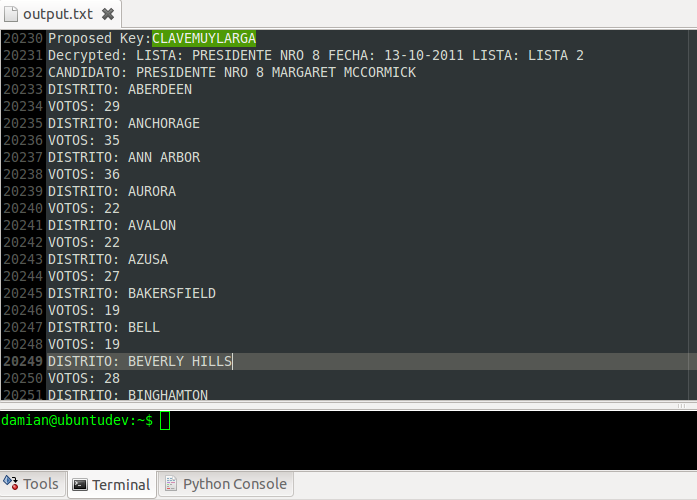 output.txt
20230 Proposed Key:CLAVEMUYLARGA
20231 Decrypted: LISTA: PRESIDENTE NRO 8 FECHA: 13-10-2011 LISTA: LISTA 2
20232 CANDIDATO: PRESIDENTE NRO 8 MARGARET MCCORMICK
20233 DISTRITO: ABERDEEN
20234 VOTOS: 29
20235 DISTRITO: ANCHORAGE
20236 VOTOS: 35
20237 DISTRITO: ANN ARBOR
20238 VOTOS: 36
20239 DISTRITO: AURORA
20240 VOTOS: 22
20241 DISTRITO: AVALON
20242 VOTOS: 22
20243 DISTRITO: AZUSA
20244 VOTOS: 27
20245 DISTRITO: BAKERSFIELD
20246 VOTOS: 19
20247 DISTRITO: BELL
20248 VOTOS: 19
20249 DISTRITO: BEVERLY HILLS
20250 VOTOS: 28
20251 DISTRITO: BINGHAMTON
damian@ubuntudev:~$
Tools Terminal Python Console